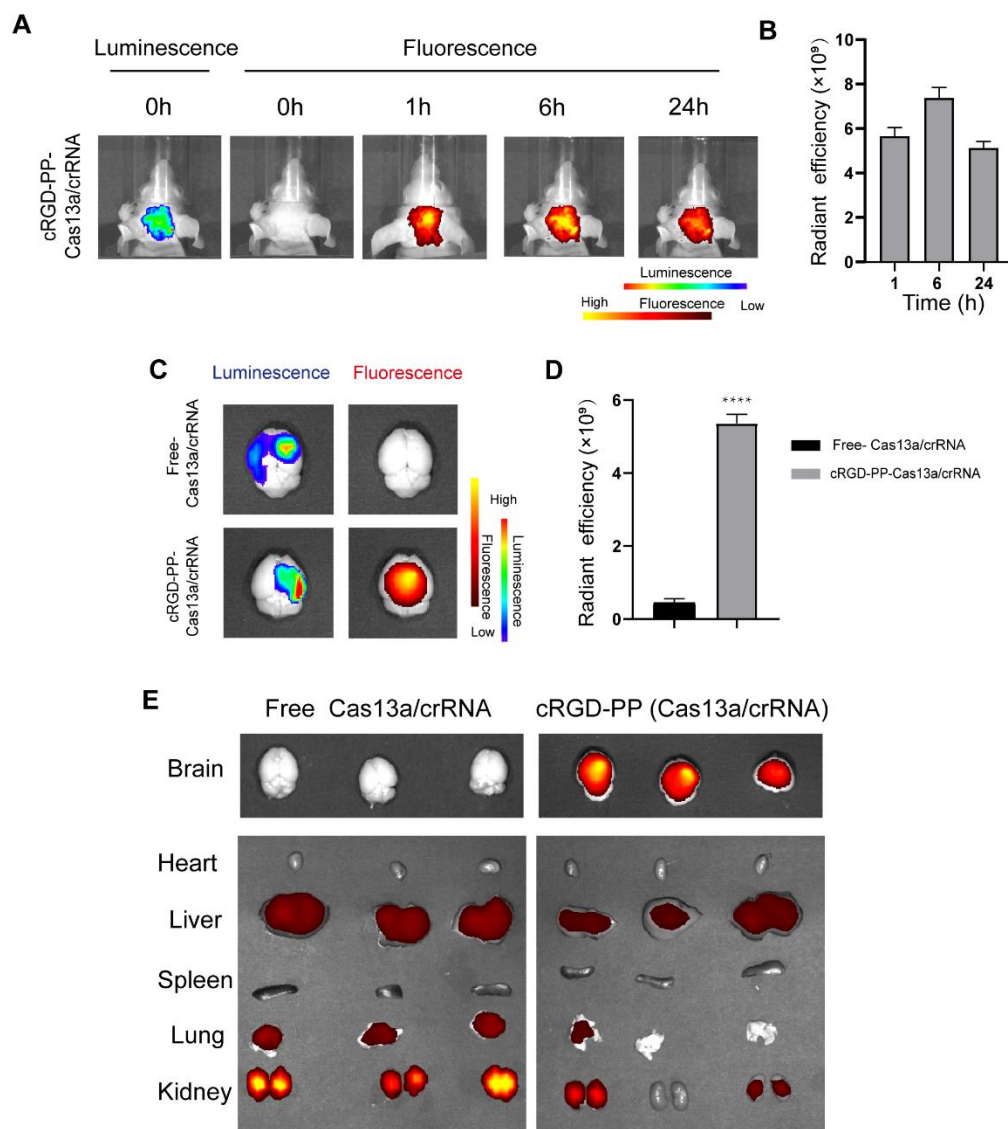 A
Luminescence Fluorescence
0h 0h 1h 6h 24h
cRGD-PP-
Cas13a/crRNA
Luminescence
High Fluorescence Low
B
Radiant efficiency (×10⁹)
10
8
6
4
2
0
1 6 24
Time (h)
C
Luminescence Fluorescence
Free-
Cas13a/crRNA
cRGD-PP-
Cas13a/crRNA
High
Fluorescence
Luminescence
Low
D
Radiant efficiency (×10⁹)
6
4
2
0
****
Free- Cas13a/crRNA
cRGD-PP-Cas13a/crRNA
E
Free Cas13a/crRNA cRGD-PP (Cas13a/crRNA)
Brain
Heart
Liver
Spleen
Lung
Kidney